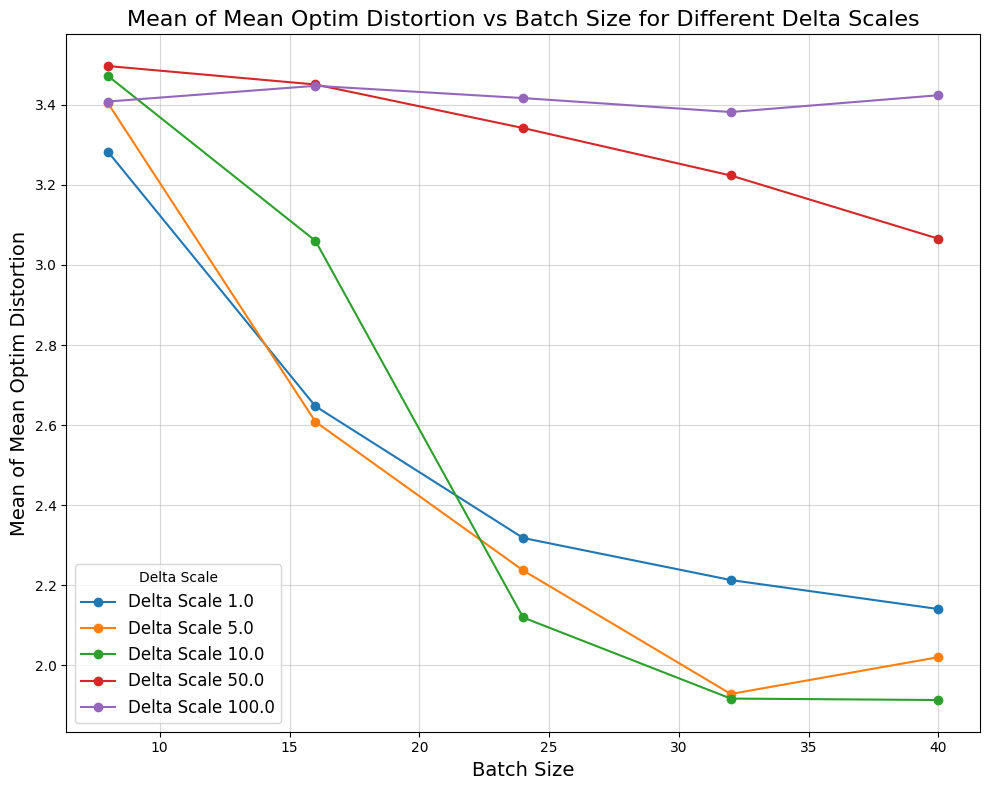 Mean of Mean Optim Distortion vs Batch Size for Different Delta Scales
Mean of Mean Optim Distortion
3.4
3.2
3.0
2.8
2.6
2.4
2.2
2.0
Delta Scale
Delta Scale 1.0
Delta Scale 5.0
Delta Scale 10.0
Delta Scale 50.0
Delta Scale 100.0
10 15 20 25 30 35 40
Batch Size